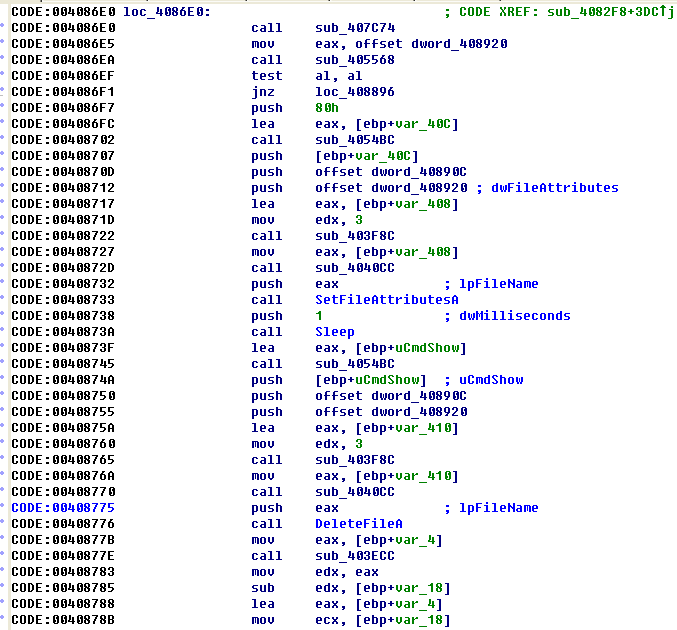 CODE:004086E0 loc_4086E0: ; CODE XREF: sub_4082F8+3DC↑j
CODE:004086E0 call sub_407C74
CODE:004086E5 mov eax, offset dword_408920
CODE:004086EA call sub_405568
CODE:004086EF test al, al
CODE:004086F1 jnz loc_408896
CODE:004086F7 push 80h
CODE:004086FC lea eax, [ebp+var_40C]
CODE:00408702 call sub_4054BC
CODE:00408707 push [ebp+var_40C]
CODE:0040870D push offset dword_40890C
CODE:00408712 push offset dword_408920 ; dwFileAttributes
CODE:00408717 lea eax, [ebp+var_408]
CODE:0040871D mov edx, 3
CODE:00408722 call sub_403F8C
CODE:00408727 mov eax, [ebp+var_408]
CODE:0040872D call sub_4040CC
CODE:00408732 push eax ; lpFileName
CODE:00408733 call SetFileAttributesA
CODE:00408738 push 1 ; dwMilliseconds
CODE:0040873A call Sleep
CODE:0040873F lea eax, [ebp+uCmdShow]
CODE:00408745 call sub_4054BC
CODE:0040874A push [ebp+uCmdShow] ; uCmdShow
CODE:00408750 push offset dword_40890C
CODE:00408755 push offset dword_408920
CODE:0040875A lea eax, [ebp+var_410]
CODE:00408760 mov edx, 3
CODE:00408765 call sub_403F8C
CODE:0040876A mov eax, [ebp+var_410]
CODE:00408770 call sub_4040CC
CODE:00408775 push eax ; lpFileName
CODE:00408776 call DeleteFileA
CODE:0040877B mov eax, [ebp+var_4]
CODE:0040877E call sub_403ECC
CODE:00408783 mov edx, eax
CODE:00408785 sub edx, [ebp+var_18]
CODE:00408788 lea eax, [ebp+var_4]
CODE:0040878B mov ecx, [ebp+var_18]